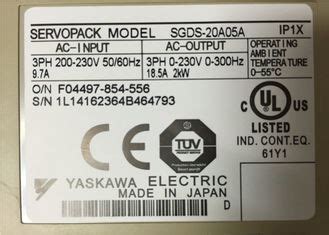 SERVOPACK MODEL SGDS-20A05A IP1X
AC-INPUT AC-OUTPUT OPERATING AMBIENT TEMPERATURE
3PH 200-230V 50/60Hz 3PH 0-230V 0-300Hz 0~55°C
9.7A 18.5A 2kW
O/N F04497-854-556
S/N 1L14162364B464793
C UL US
LISTED
IND. CONT. EQ.
61Y1
CE TÜV
YASKAWA ELECTRIC
MADE IN JAPAN D